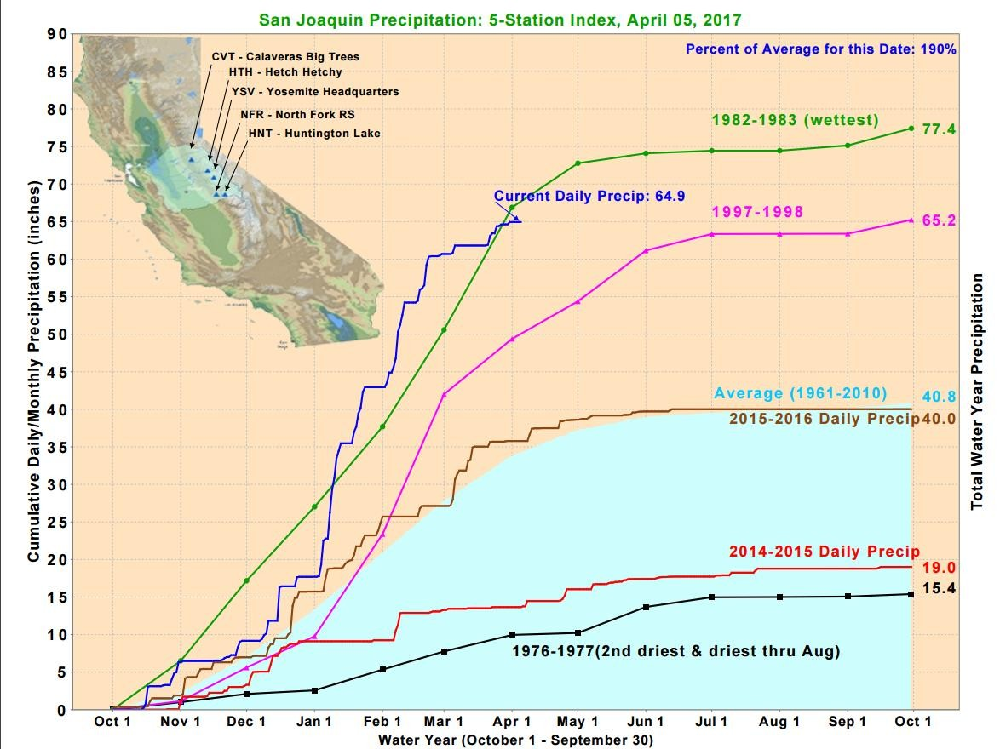 San Joaquin Precipitation: 5-Station Index, April 05, 2017
Percent of Average for this Date: 190%
CVT - Calaveras Big Trees
HTH - Hetch Hetchy
YSV - Yosemite Headquarters
NFR - North Fork RS
HNT - Huntington Lake
1982-1983 (wettest)
77.4
Current Daily Precip: 64.9
1997-1998
65.2
Average (1961-2010)
40.8
2015-2016 Daily Precip
40.0
2014-2015 Daily Precip
19.0
15.4
1976-1977(2nd driest & driest thru Aug)
Cumulative Daily/Monthly Precipitation (inches)
90
85
80
75
70
65
60
55
50
45
40
35
30
25
20
15
10
5
0
Total Water Year Precipitation
Oct 1 Nov 1 Dec 1 Jan 1 Feb 1 Mar 1 Apr 1 May 1 Jun 1 Jul 1 Aug 1 Sep 1 Oct 1
Water Year (October 1 - September 30)